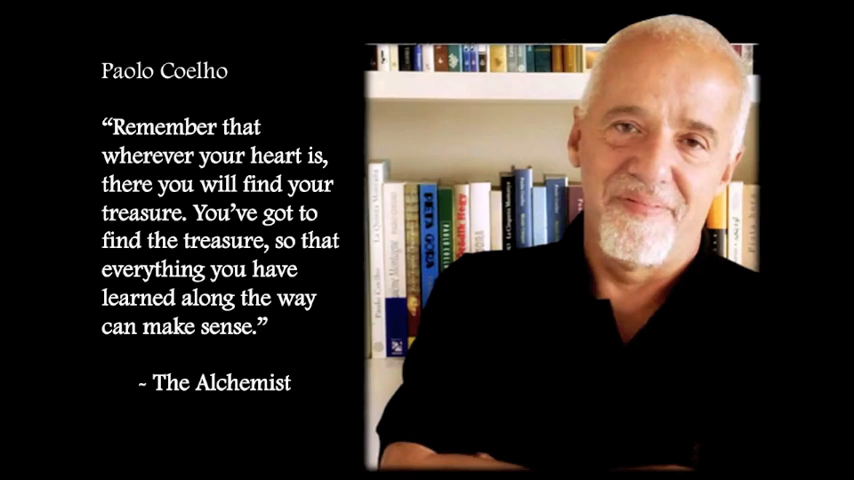 Paolo Coelho
“Remember that
wherever your heart is,
there you will find your
treasure. You’ve got to
find the treasure, so that
everything you have
learned along the way
can make sense.”
~ The Alchemist